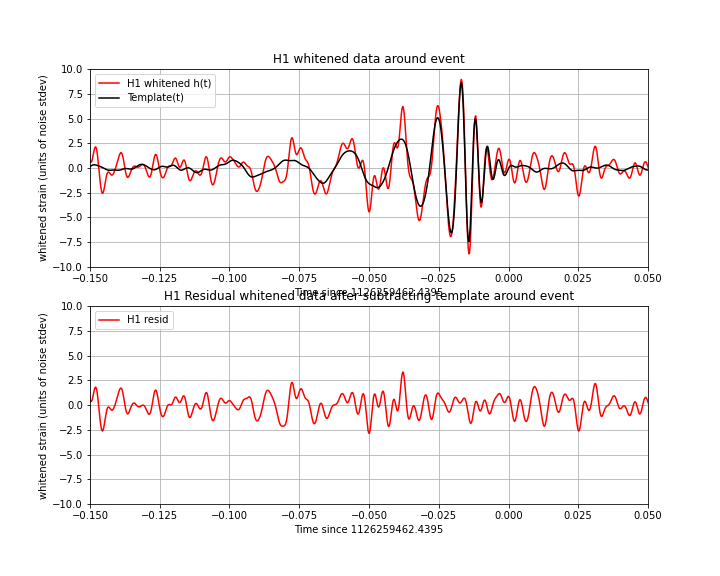 H1 whitened data around event
10.0
7.5
5.0
2.5
0.0
−2.5
−5.0
−7.5
−10.0
whitened strain (units of noise stdev)
H1 whitened h(t)
Template(t)
−0.150 −0.125 −0.100 −0.075 −0.050 −0.025 0.000 0.025 0.050
Time since 1126259462.4395
H1 Residual whitened data after subtracting template around event
10.0
7.5
5.0
2.5
0.0
−2.5
−5.0
−7.5
−10.0
whitened strain (units of noise stdev)
H1 resid
−0.150 −0.125 −0.100 −0.075 −0.050 −0.025 0.000 0.025 0.050
Time since 1126259462.4395